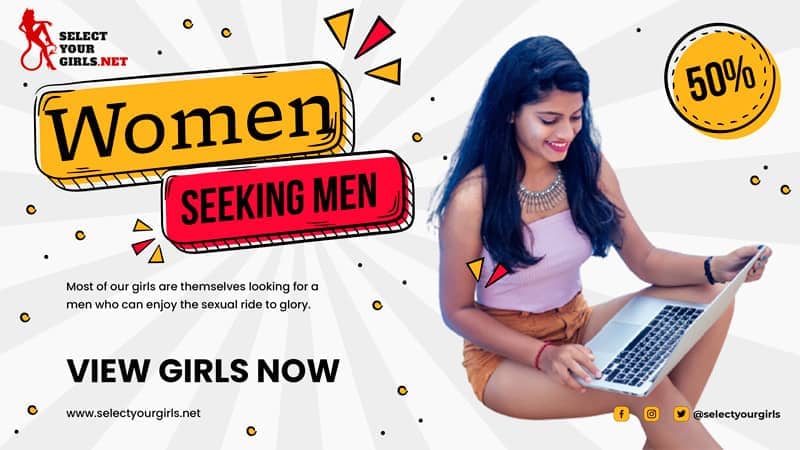 SELECT
YOUR
GIRLS.NET
Women
SEEKING MEN
50%
Most of our girls are themselves looking for a
men who can enjoy the sexual ride to glory.
VIEW GIRLS NOW
www.selectyourgirls.net
@selectyourgirls